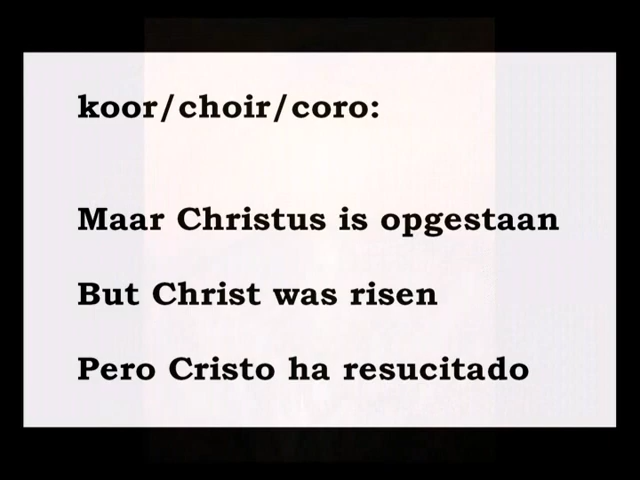 koor/choir/coro:
Maar Christus is opgestaan
But Christ was risen
Pero Cristo ha resucitado